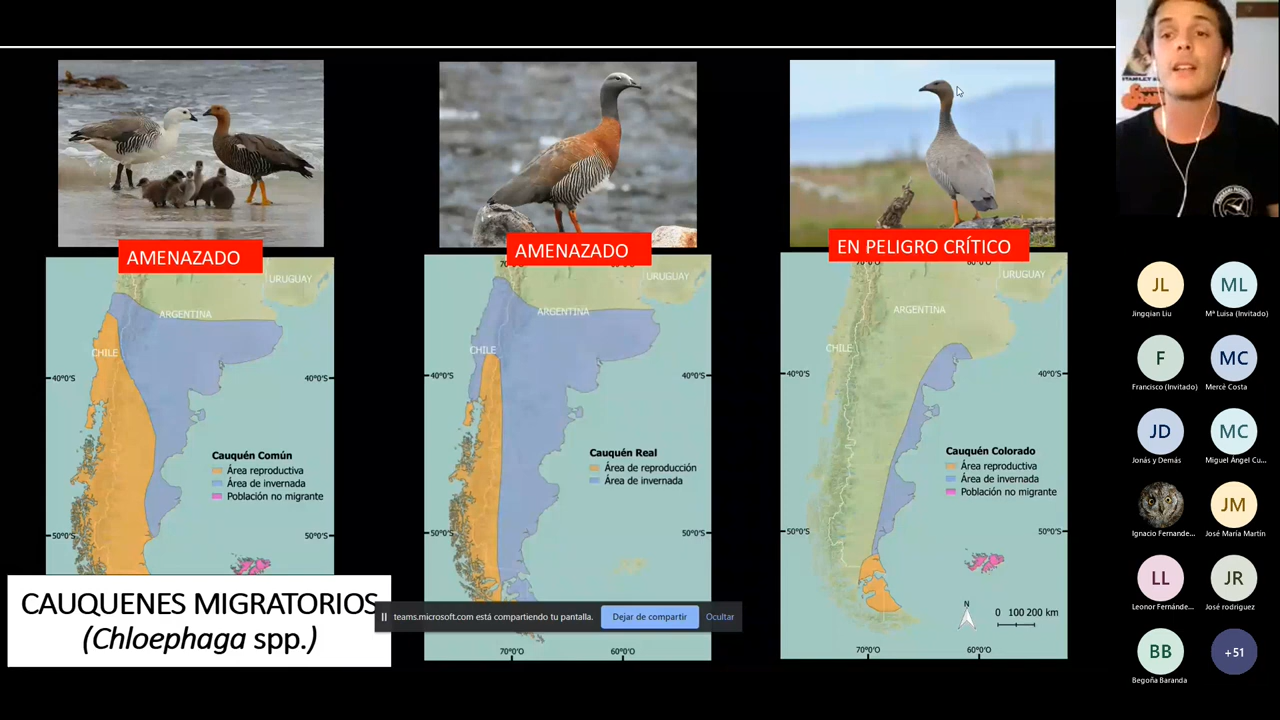 AMENAZADO
URUGUAY
ARGENTINA
CHILE
40°0'S
40°0'S
Cauquén Común
Área reproductiva
Área de invernada
Población no migrante
50°0'S
50°0'S
AMENAZADO
URUGUAY
ARGENTINA
CHILE
40°0'S
40°0'S
Cauquén Real
Área de reproducción
Área de invernada
50°0'S
50°0'S
70°0'O
60°0'O
EN PELIGRO CRÍTICO
URUGUAY
ARGENTINA
CHILE
40°0'S
40°0'S
Cauquén Colorado
Área reproductiva
Área de invernada
Población no migrante
50°0'S
50°0'S
N
0 100 200 km
70°0'O
60°0'O
CAUQUENES MIGRATORIOS
(Chloephaga spp.)
teams.microsoft.com está compartiendo tu pantalla.
Dejar de compartir
Ocultar
JL
Jingqian Liu
ML
Mª Luisa (Invitado)
F
Francisco (Invitado)
MC
Mercè Costa
JD
Jonás y Demás
MC
Miguel Ángel Cu...
Ignacio Fernande...
JM
José María Martín
LL
Leonor Fernánde...
JR
José rodriguez
BB
Begoña Baranda
+51